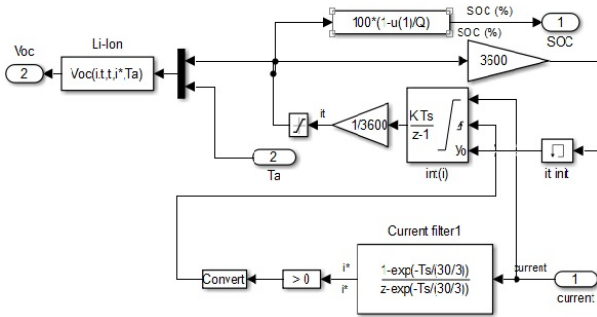 100*(1-u(1)/Q)
SOC (%)
1
SOC
SOC (%)
Voc
2
Li-Ion
Voc(i.t,t,i*,Ta)
3600
it
1/3600
KTs
z-1
yo
int(i)
it init
2
Ta
Current filter1
Convert
> 0
i*
i*
1-exp(-Ts/(30/3))
z-exp(-Ts/(30/3))
current
1
current